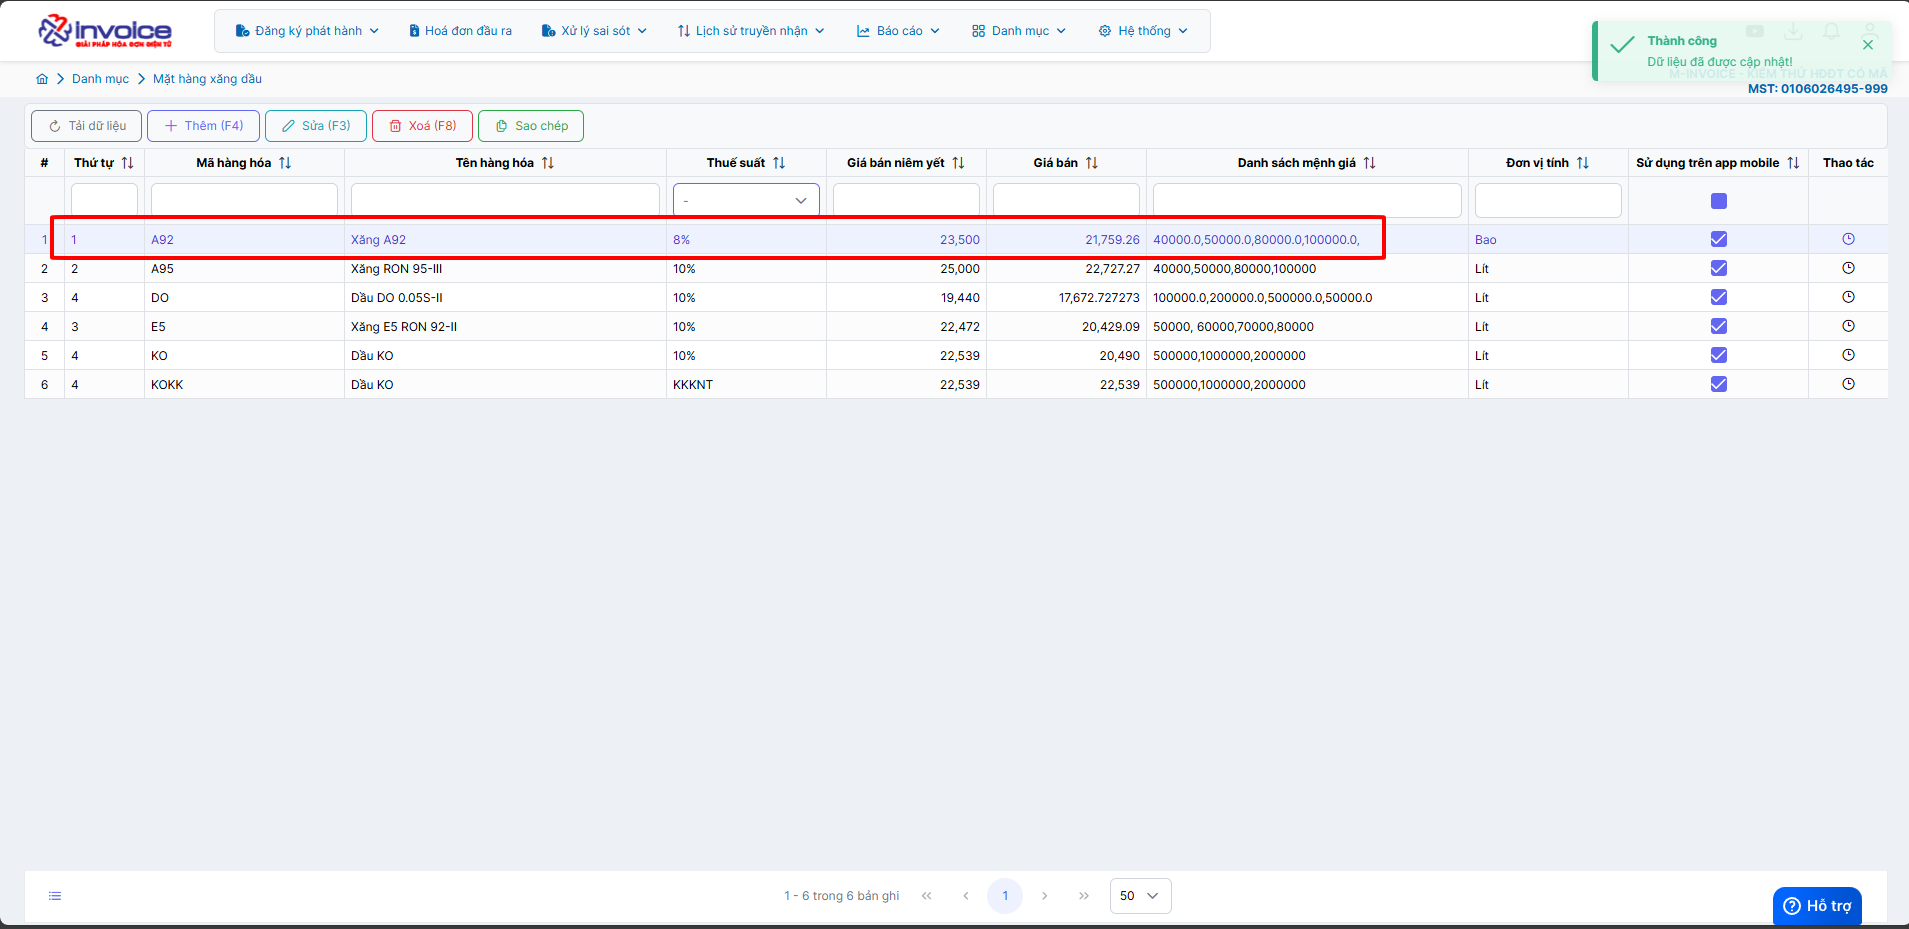 invoice
GIẢI PHÁP HÓA ĐƠN ĐIỆN TỬ
Đăng ký phát hành
Hoá đơn đầu ra
Xử lý sai sót
Lịch sử truyền nhận
Báo cáo
Danh mục
Hệ thống
Thành công
Dữ liệu đã được cập nhật!
M-INVOICE - KIỂM THỬ HDĐT CÓ MÃ
MST: 0106026495-999
Danh mục
Mặt hàng xăng dầu
Tải dữ liệu
Thêm (F4)
Sửa (F3)
Xoá (F8)
Sao chép
# Thứ tự Mã hàng hóa Tên hàng hóa Thuế suất Giá bán niêm yết Giá bán Danh sách mệnh giá Đơn vị tính Sử dụng trên app mobile Thao tác
-
1 1 A92 Xăng A92 8% 23,500 21,759.26 40000.0,50000.0,80000.0,100000.0, Bao
2 2 A95 Xăng RON 95-III 10% 25,000 22,727.27 40000,50000,80000,100000 Lít
3 4 DO Dầu DO 0.05S-II 10% 19,440 17,672.727273 100000.0,200000.0,500000.0,50000.0 Lít
4 3 E5 Xăng E5 RON 92-II 10% 22,472 20,429.09 50000, 60000,70000,80000 Lít
5 4 KO Dầu KO 10% 22,539 20,490 500000,1000000,2000000 Lít
6 4 KOKK Dầu KO KKKNT 22,539 22,539 500000,1000000,2000000 Lít
1 - 6 trong 6 bản ghi
1
50
Hỗ trợ